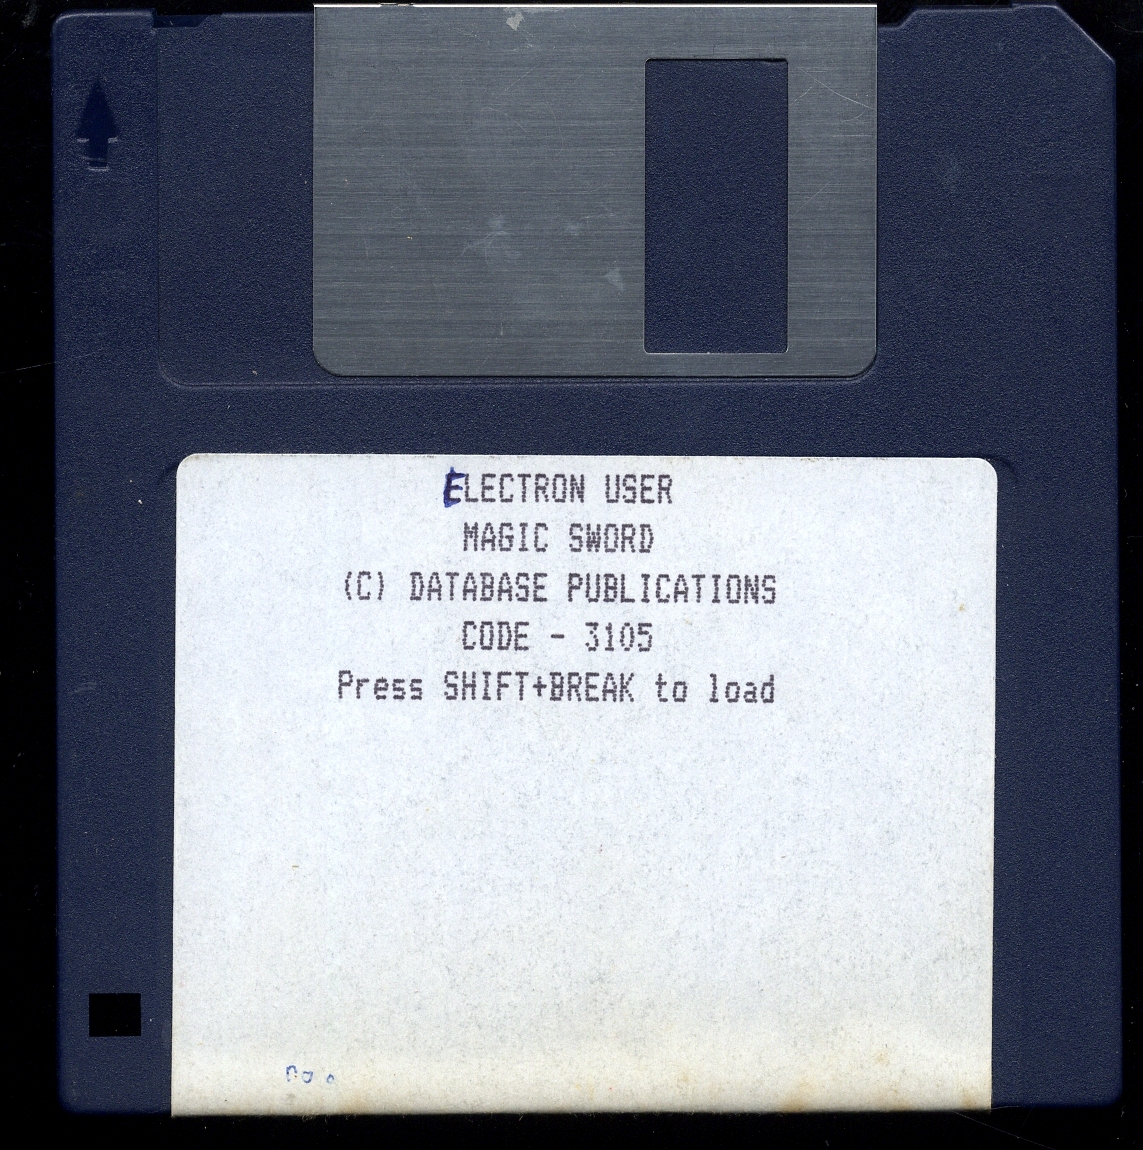 ELECTRON USER
MAGIC SWORD
(C) DATABASE PUBLICATIONS
CODE - 3105
Press SHIFT+BREAK to load